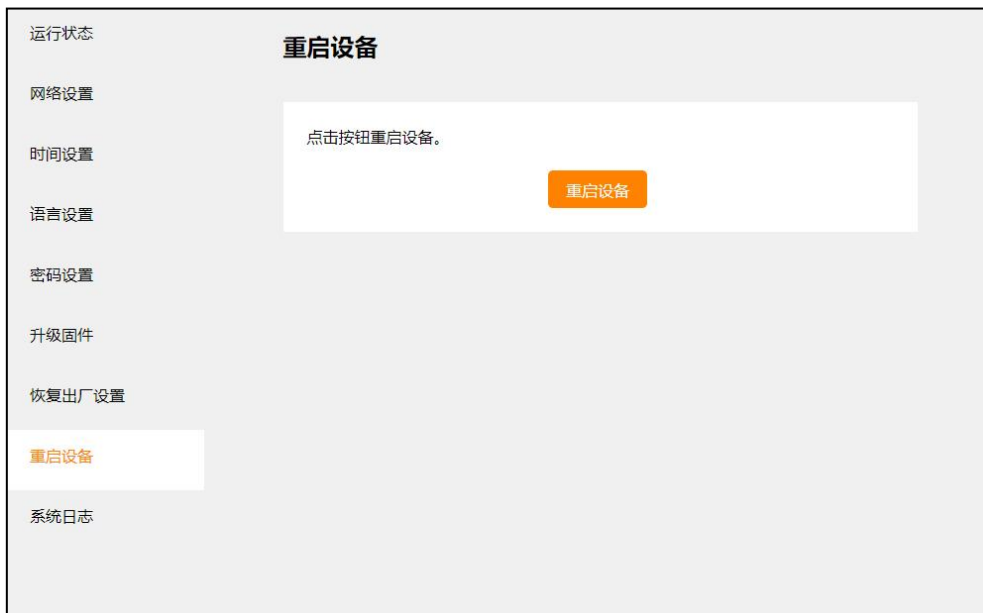 运行状态
网络设置
时间设置
语言设置
密码设置
升级固件
恢复出厂设置
重启设备
系统日志
重启设备
点击按钮重启设备。
重启设备